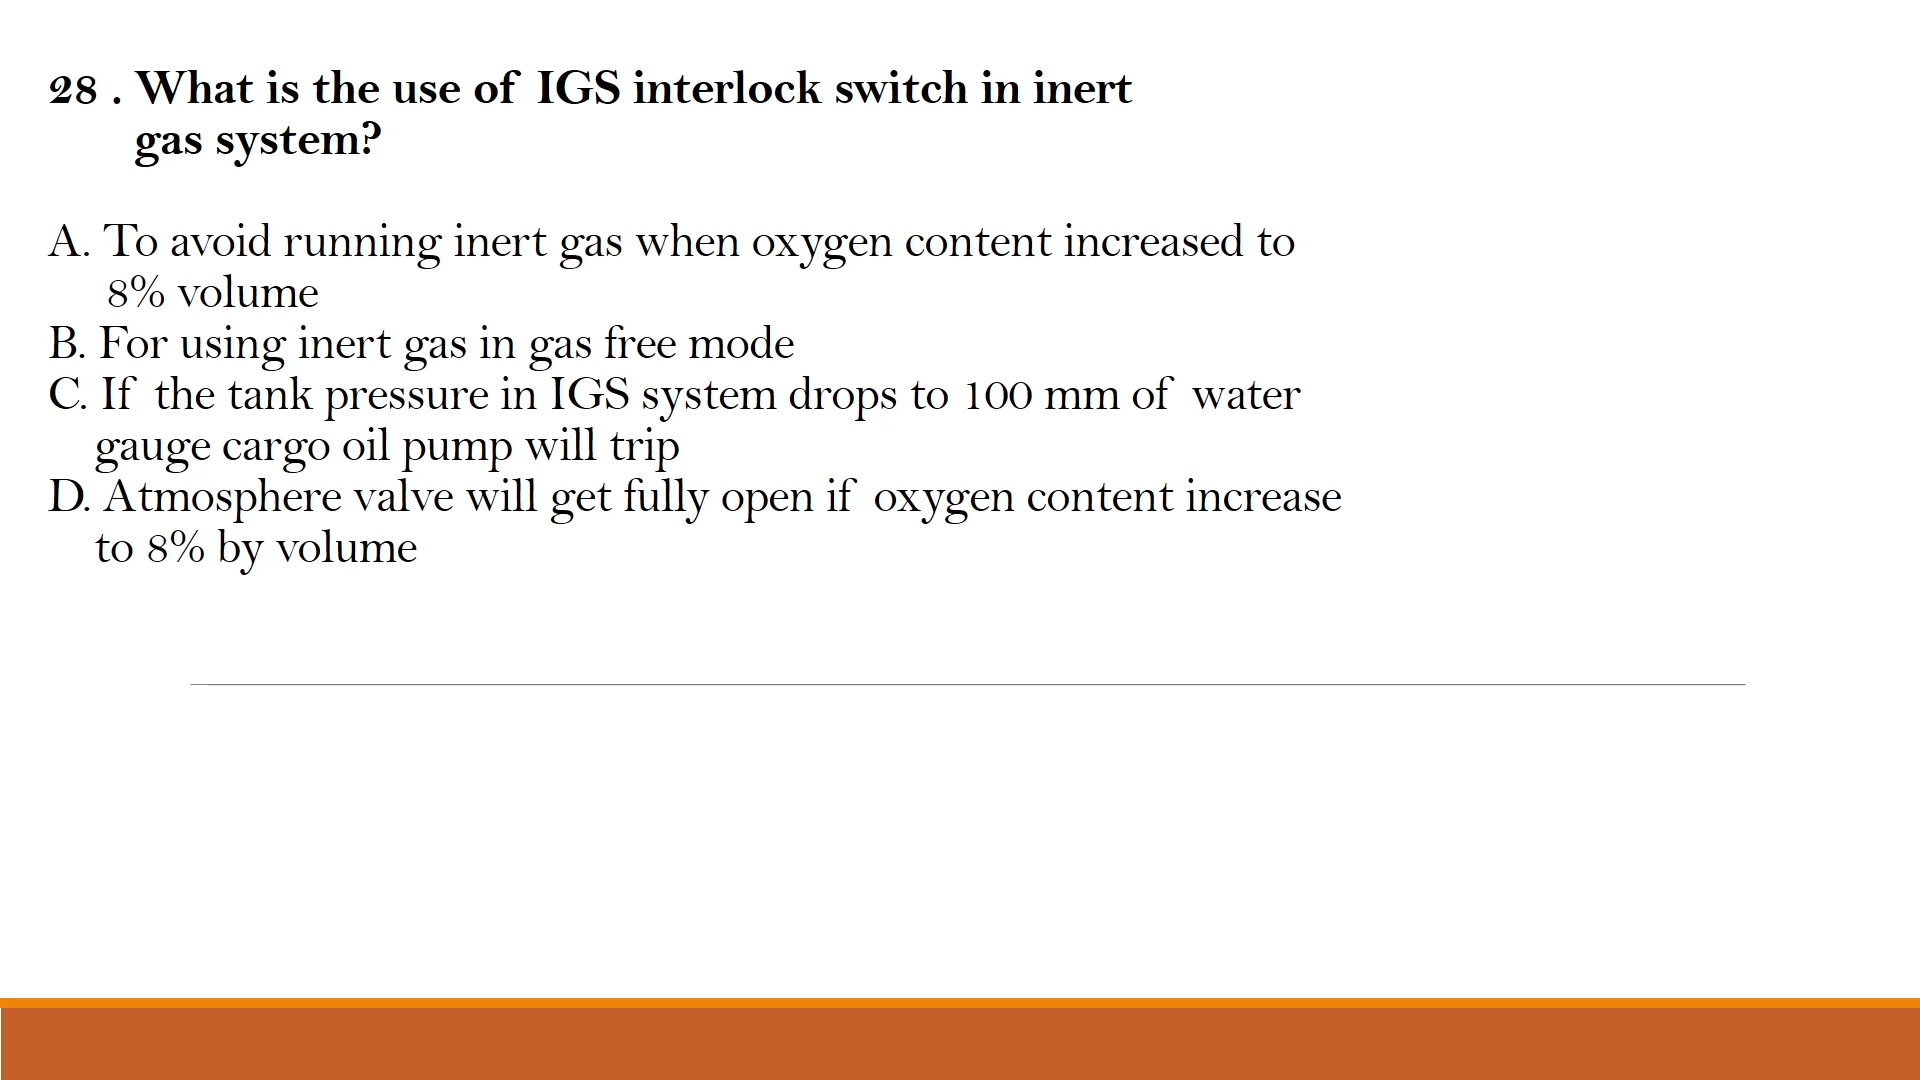 28 . What is the use of IGS interlock switch in inert
gas system?
A. To avoid running inert gas when oxygen content increased to
8% volume
B. For using inert gas in gas free mode
C. If the tank pressure in IGS system drops to 100 mm of water
gauge cargo oil pump will trip
D. Atmosphere valve will get fully open if oxygen content increase
to 8% by volume